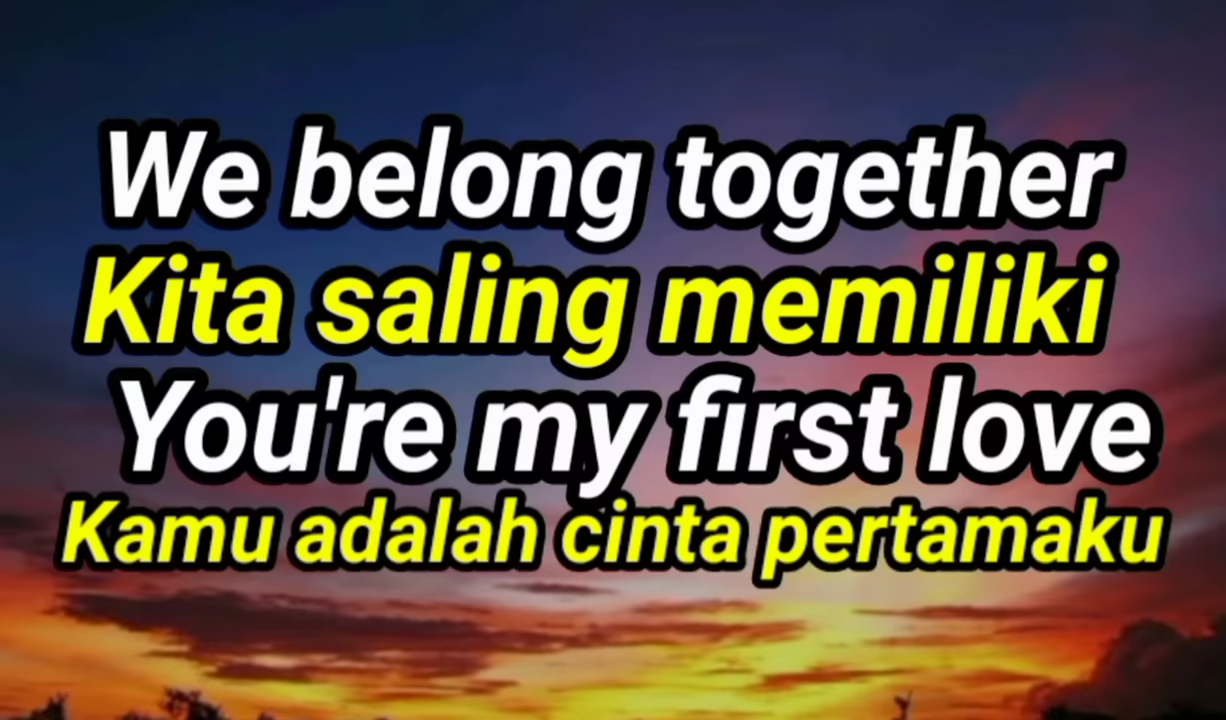 We belong together
Kita saling memiliki
You're my first love
Kamu adalah cinta pertamaku